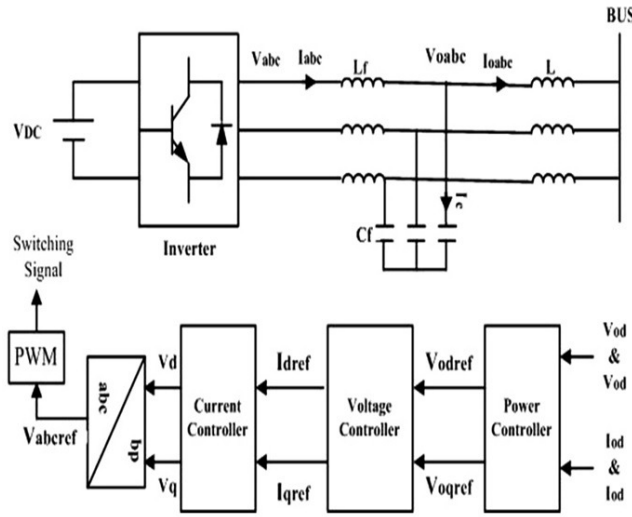 BUS
Vabc
Iabc
Lf
Voabc
Ioabc
L
VDC
Inverter
Cf
Ic
Switching
Signal
PWM
Vabcref
abc
bp
Vd
Vq
Current
Controller
Idref
Iqref
Voltage
Controller
Vodref
Voqref
Power
Controller
Vod
&
Vod
Iod
&
Iod